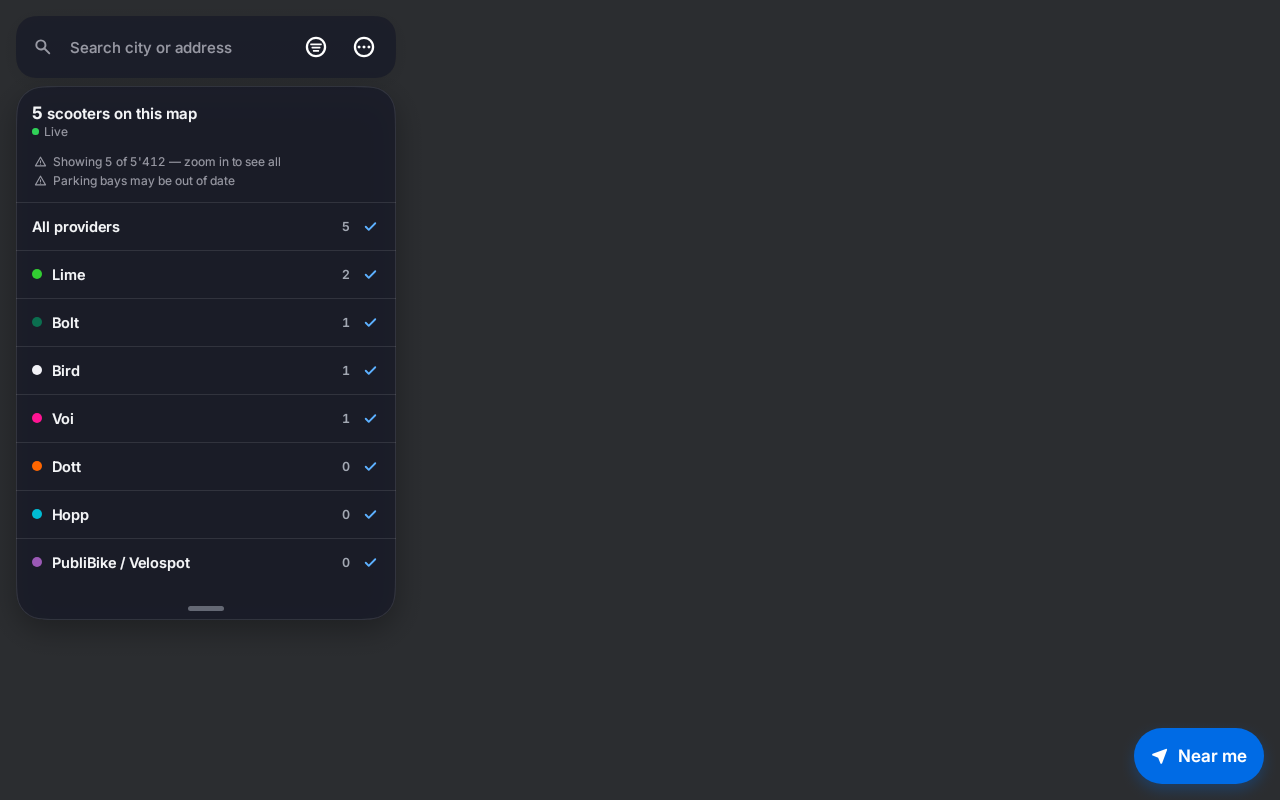 Search city or address
5 scooters on this map
Live
Showing 5 of 5'412 — zoom in to see all
Parking bays may be out of date
All providers 5
Lime 2
Bolt 1
Bird 1
Voi 1
Dott 0
Hopp 0
PubliBike / Velospot 0
Near me